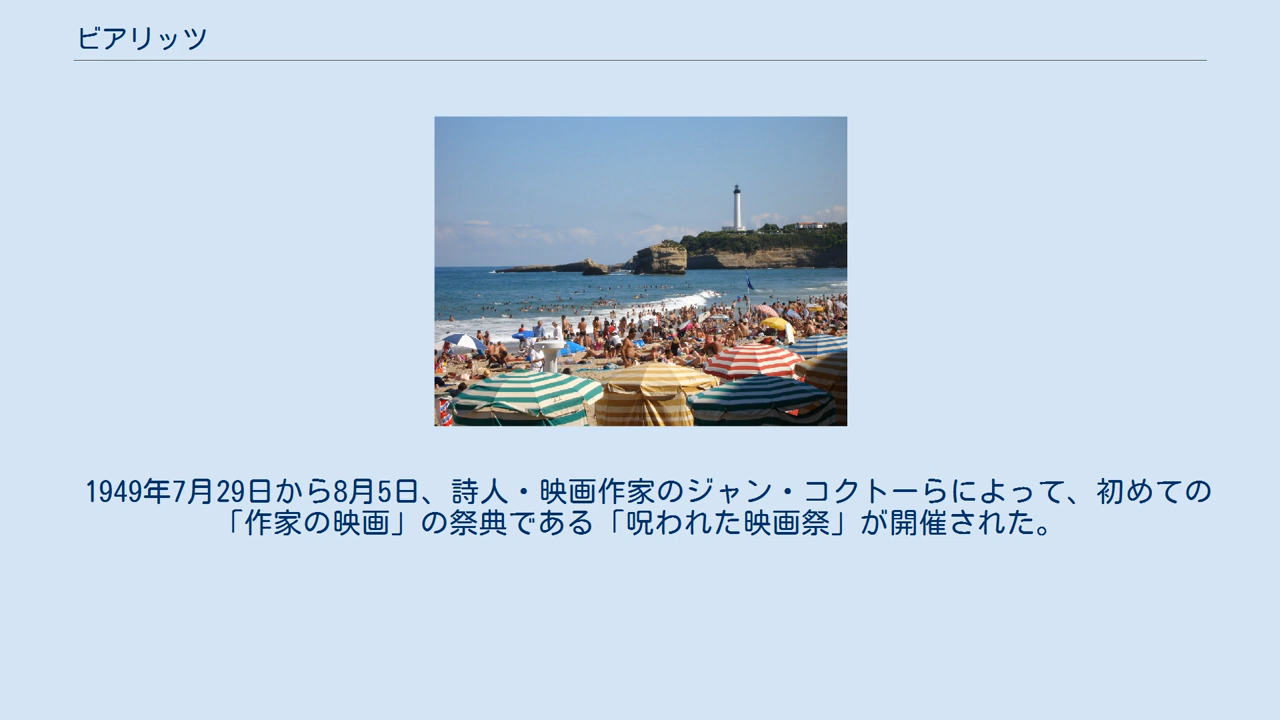 ビアリッツ
1949年7月29日から8月5日、詩人・映画作家のジャン・コクトーらによって、初めての
「作家の映画」の祭典である「呪われた映画祭」が開催された。